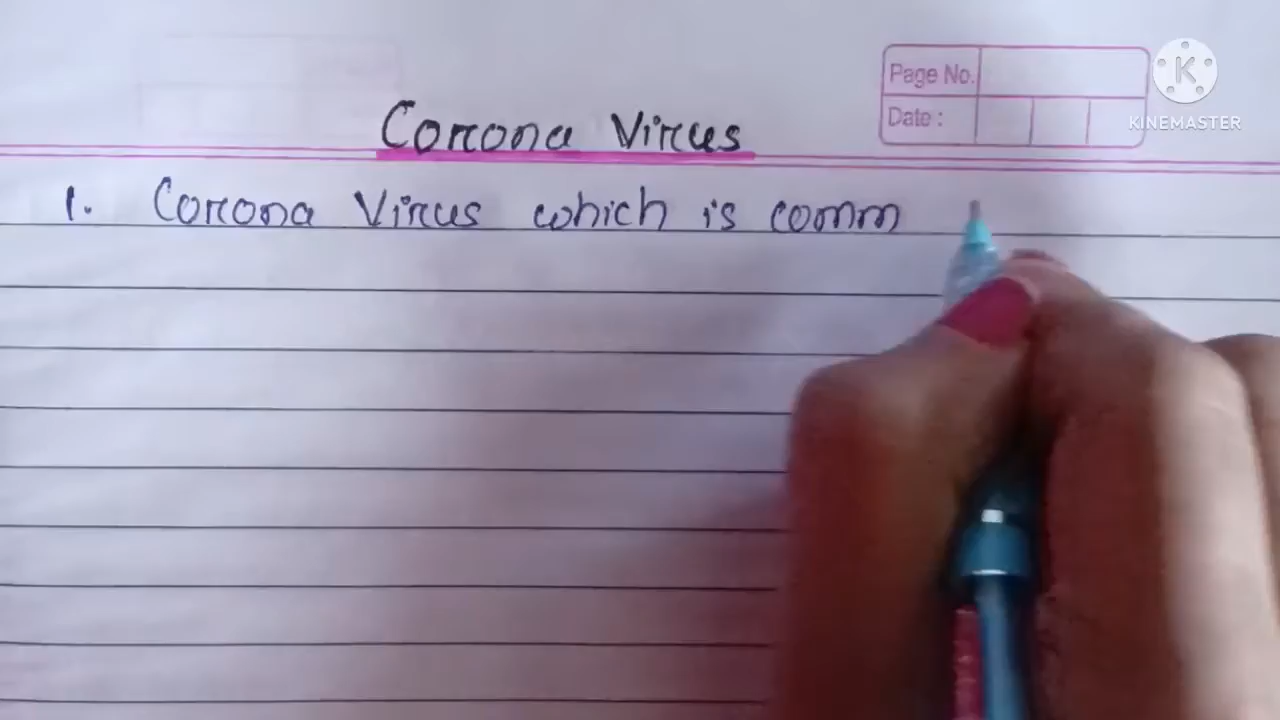 Page No.
KINEMASTER
Date :
Corona Virus
1. Corona Virus which is comm